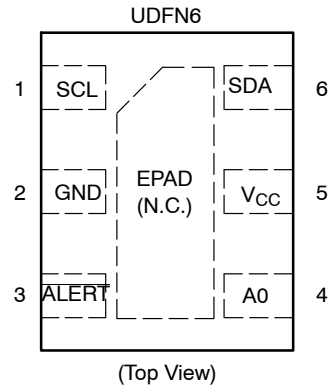 UDFN6
1 SCL SDA 6
2 GND EPAD (N.C.) VCC 5
3 ALERT A0 4
(Top View)